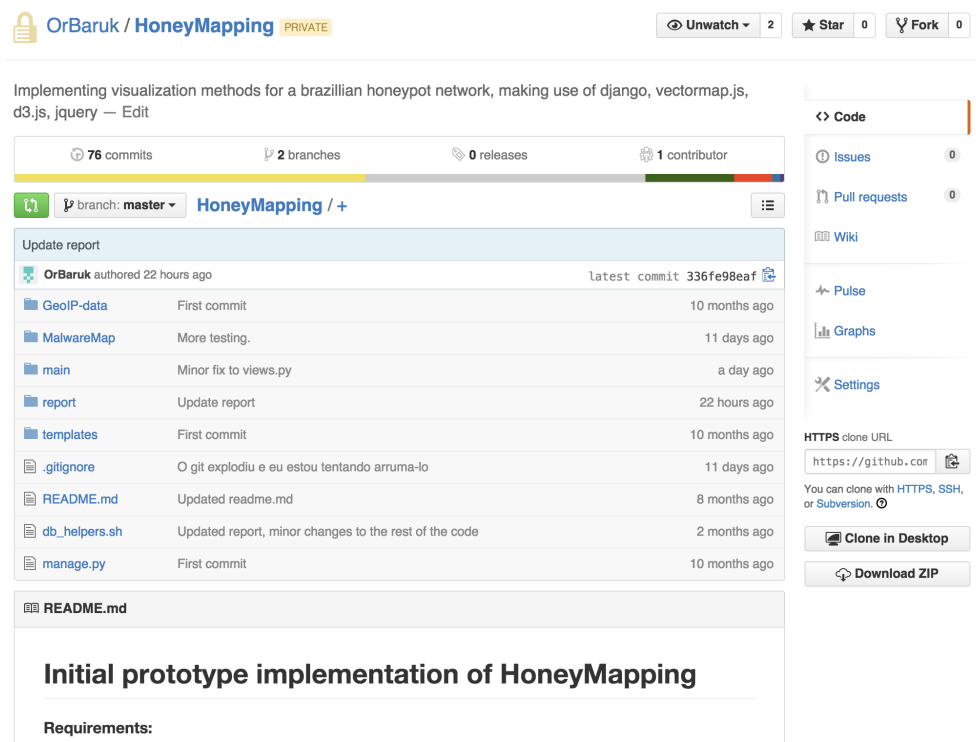 OrBaruk / HoneyMapping PRIVATE
Unwatch 2 Star 0 Fork 0
Implementing visualization methods for a brazillian honeypot network, making use of django, vectormap.js,
d3.js, jquery — Edit
76 commits 2 branches 0 releases 1 contributor
branch: master HoneyMapping / +
Update report
OrBaruk authored 22 hours ago latest commit 336fe98eaf
GeoIP-data First commit 10 months ago
MalwareMap More testing. 11 days ago
main Minor fix to views.py a day ago
report Update report 22 hours ago
templates First commit 10 months ago
.gitignore O git explodiu e eu estou tentando arruma-lo 11 days ago
README.md Updated readme.md 8 months ago
db_helpers.sh Updated report, minor changes to the rest of the code 2 months ago
manage.py First commit 10 months ago
README.md
Initial prototype implementation of HoneyMapping
Requirements:
<> Code
Issues 0
Pull requests 0
Wiki
Pulse
Graphs
Settings
HTTPS clone URL
https://github.com
You can clone with HTTPS, SSH,
or Subversion.
Clone in Desktop
Download ZIP